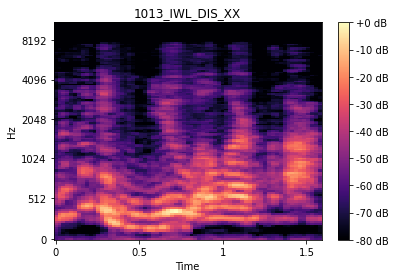 1013_IWL_DIS_XX
+0 dB
8192
-10 dB
4096
-20 dB
-30 dB
2048
Hz
-40 dB
1024
-50 dB
512
-60 dB
-70 dB
0
-80 dB
0
0.5
1
1.5
Time